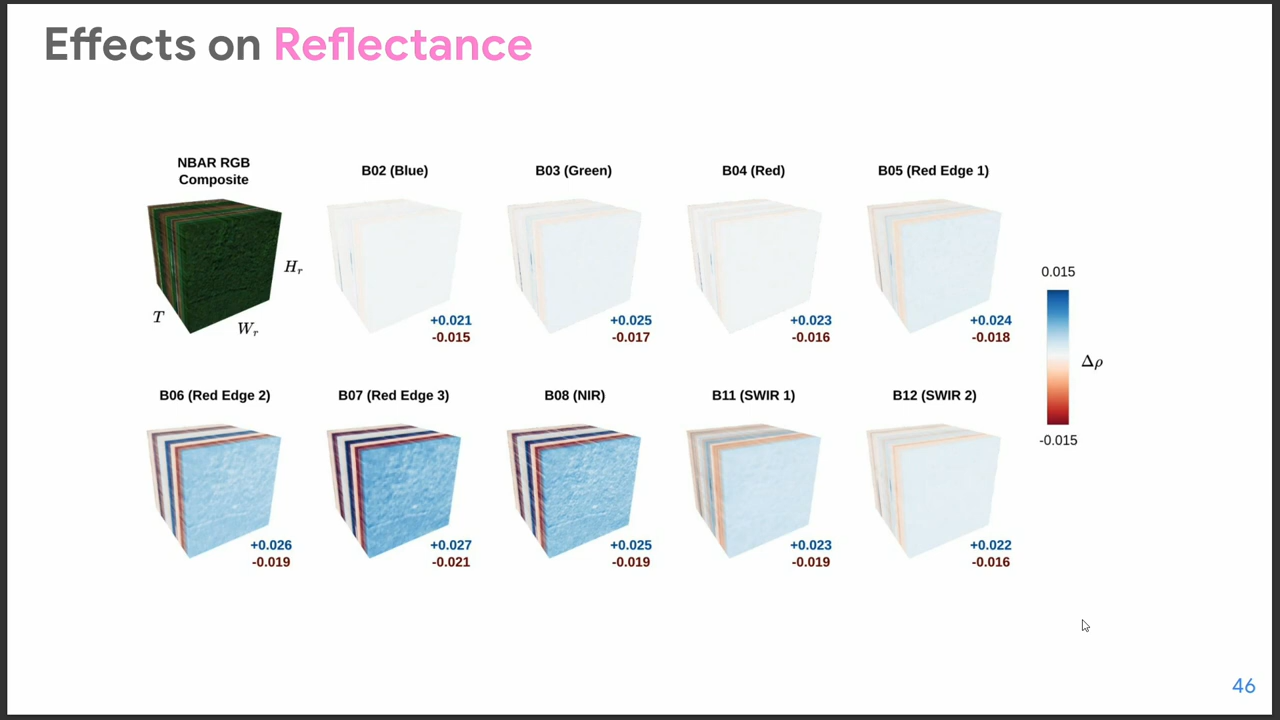 Effects on Reflectance
NBAR RGB
Composite
B02 (Blue)
B03 (Green)
B04 (Red)
B05 (Red Edge 1)
H_r
T
W_r
+0.021
-0.015
+0.025
-0.017
+0.023
-0.016
+0.024
-0.018
0.015
Δρ
-0.015
B06 (Red Edge 2)
B07 (Red Edge 3)
B08 (NIR)
B11 (SWIR 1)
B12 (SWIR 2)
+0.026
-0.019
+0.027
-0.021
+0.025
-0.019
+0.023
-0.019
+0.022
-0.016
46